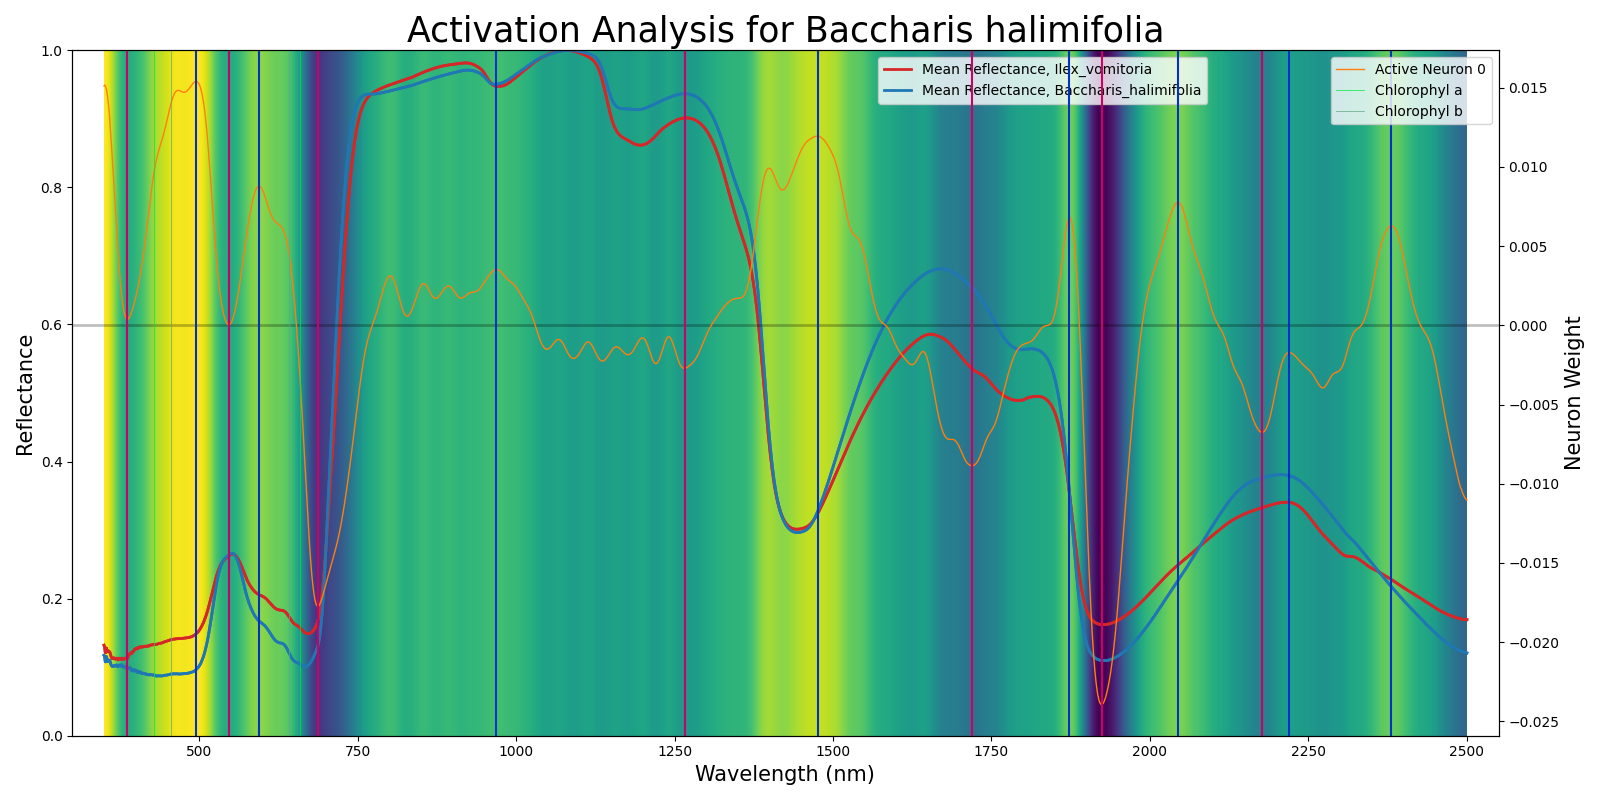 Activation Analysis for Baccharis halimifolia
Mean Reflectance, Ilex_vomitoria
Mean Reflectance, Baccharis_halimifolia
Active Neuron 0
Chlorophyl a
Chlorophyl b
1.0
0.8
0.6
0.4
0.2
0.0
Reflectance
0.015
0.010
0.005
0.000
−0.005
−0.010
−0.015
−0.020
−0.025
Neuron Weight
500 750 1000 1250 1500 1750 2000 2250 2500
Wavelength (nm)